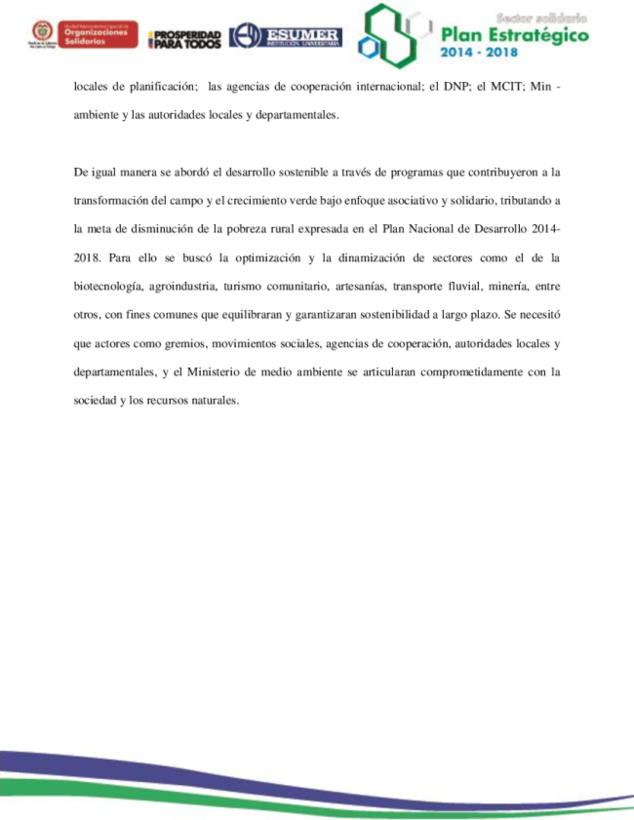 Unidad Administrativa Especial de
Organizaciones
Solidarias
PROSPERIDAD
PARA TODOS
ESUMER
INSTITUCIÓN UNIVERSITARIA
Sector solidario
Plan Estratégico
2014 - 2018
locales de planificación;  las agencias de cooperación internacional; el DNP; el MCIT; Min -
ambiente y las autoridades locales y departamentales.
De igual manera se abordó el desarrollo sostenible a través de programas que contribuyeron a la
transformación del campo y el crecimiento verde bajo enfoque asociativo y solidario, tributando a
la meta de disminución de la pobreza rural expresada en el Plan Nacional de Desarrollo 2014-
2018. Para ello se buscó la optimización y la dinamización de sectores como el de la
biotecnología, agroindustria, turismo comunitario, artesanías, transporte fluvial, minería, entre
otros, con fines comunes que equilibraran y garantizaran sostenibilidad a largo plazo. Se necesitó
que actores como gremios, movimientos sociales, agencias de cooperación, autoridades locales y
departamentales, y el Ministerio de medio ambiente se articularan comprometidamente con la
sociedad y los recursos naturales.